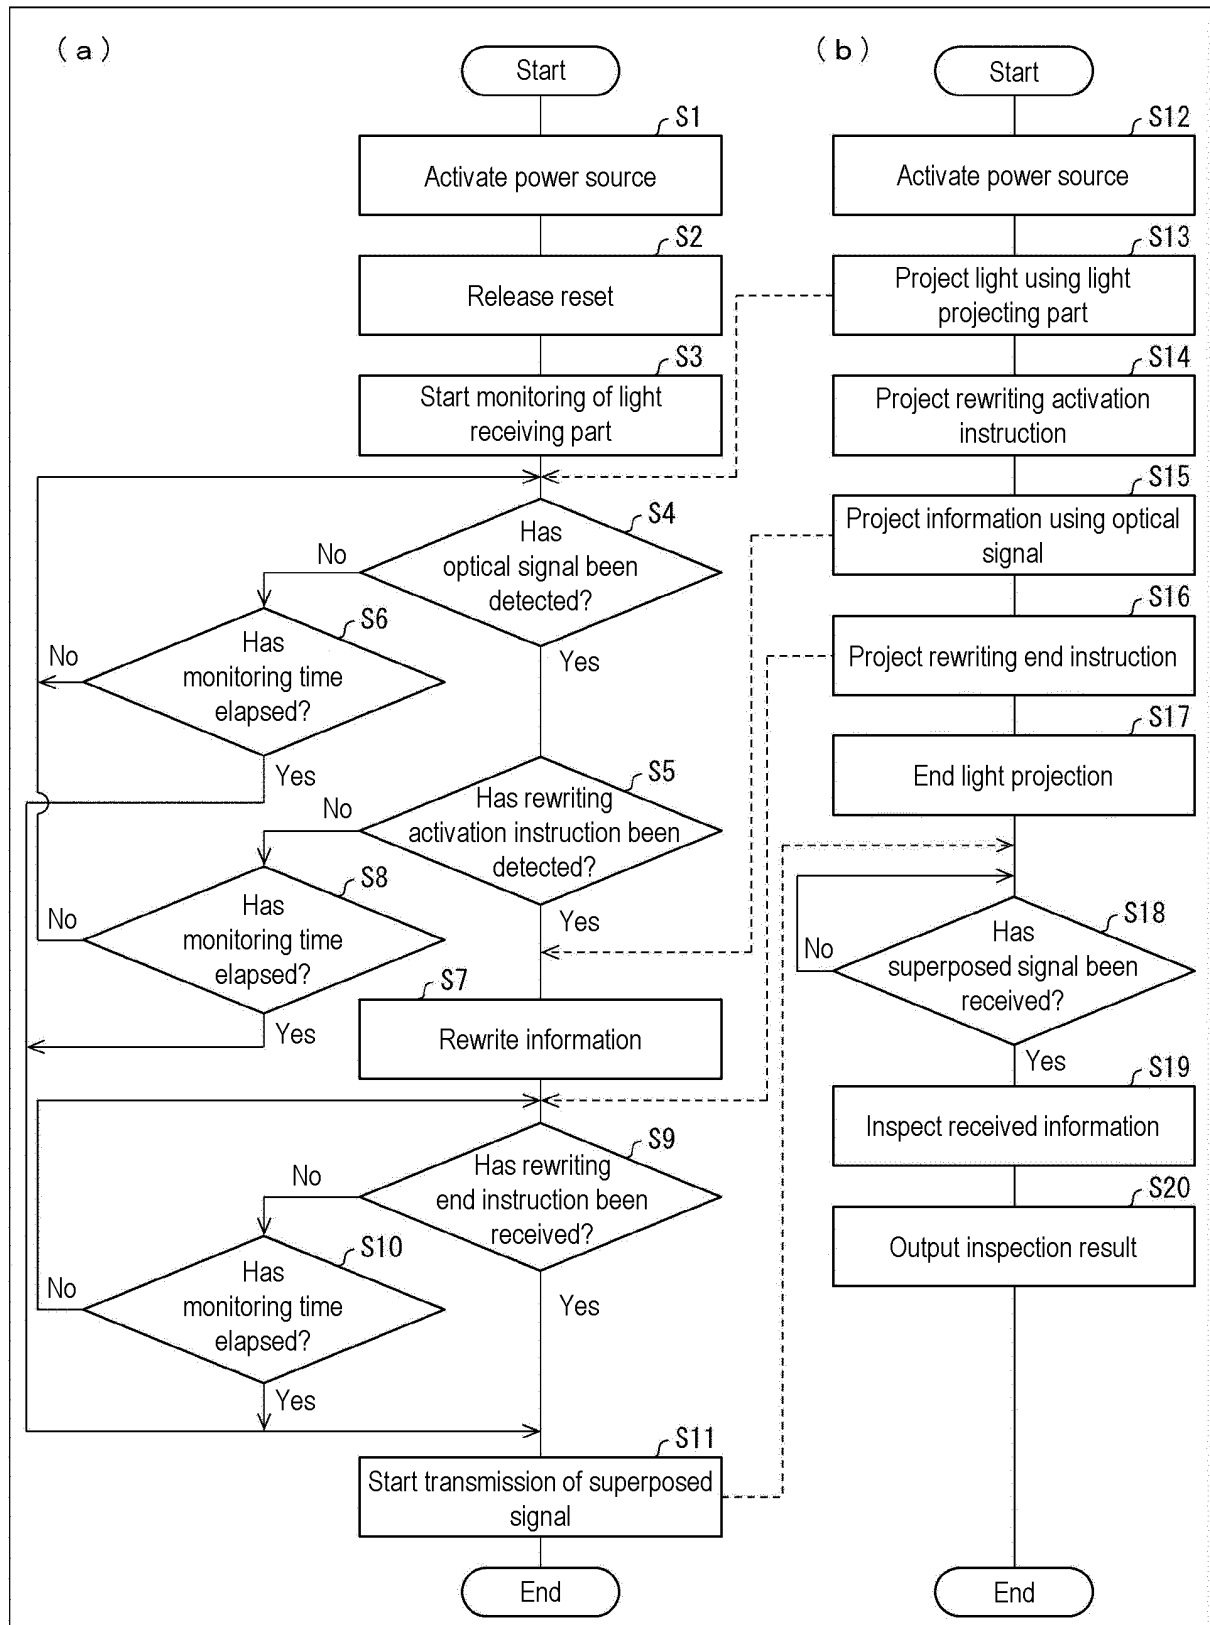 (a)
Start
S1
Activate power source
S2
Release reset
S3
Start monitoring of light
receiving part
S4
Has
optical signal been
detected?
No
Yes
S6
Has
monitoring time
elapsed?
No
Yes
S5
Has rewriting
activation instruction been
detected?
No
Yes
S8
Has
monitoring time
elapsed?
No
Yes
S7
Rewrite information
S9
Has rewriting
end instruction been
received?
No
Yes
S10
Has
monitoring time
elapsed?
No
Yes
S11
Start transmission of superposed
signal
End
(b)
Start
S12
Activate power source
S13
Project light using light
projecting part
S14
Project rewriting activation
instruction
S15
Project information using optical
signal
S16
Project rewriting end instruction
S17
End light projection
S18
Has
superposed signal been
received?
No
Yes
S19
Inspect received information
S20
Output inspection result
End